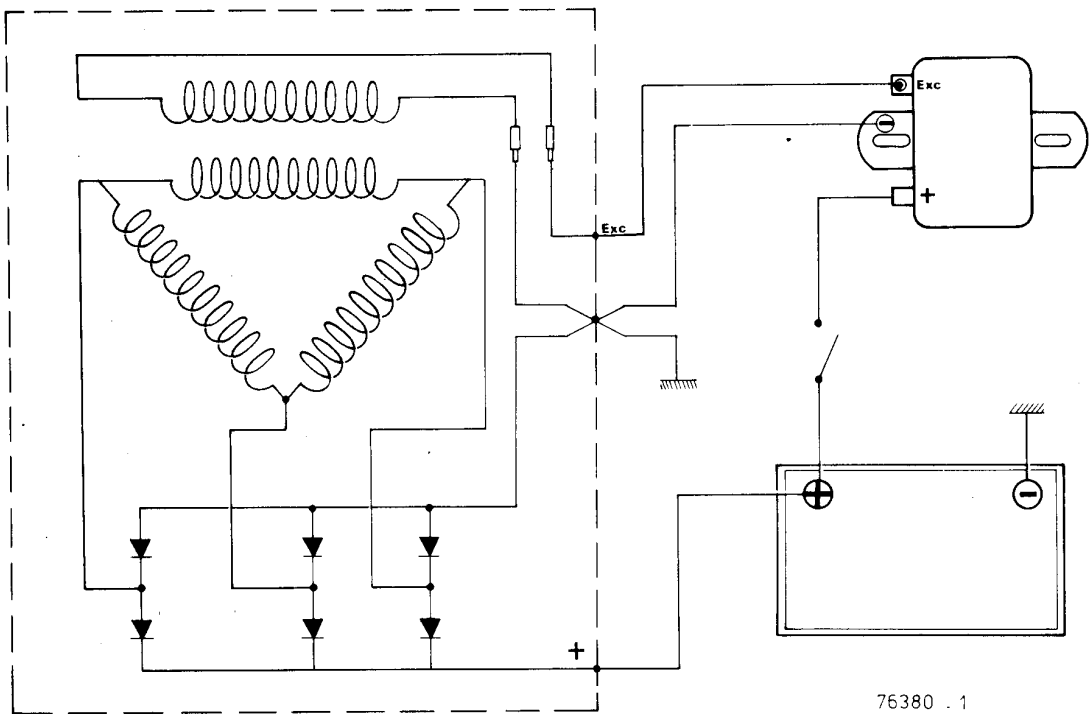 Exc
-
+
Exc
+ -
+
76380 . 1